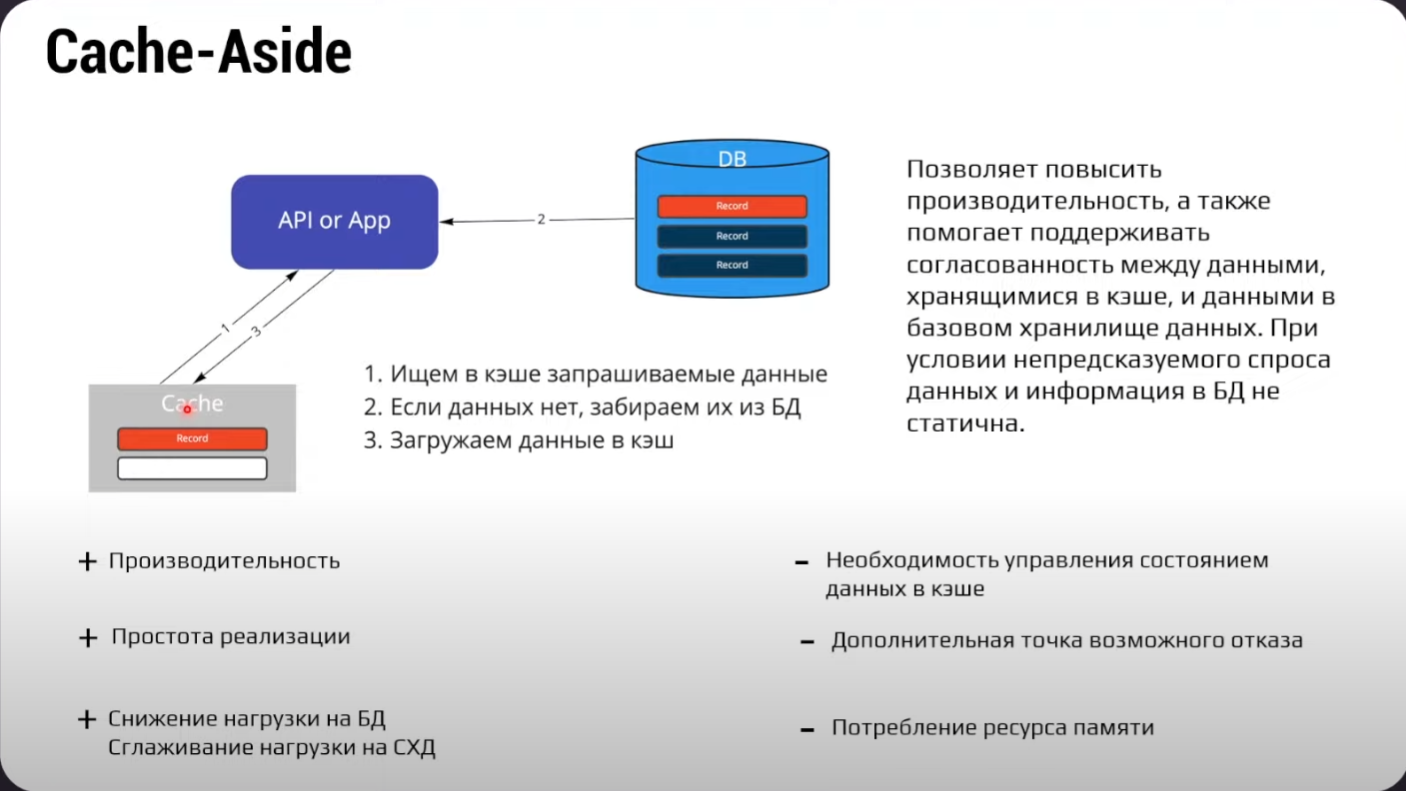 Cache-Aside
DB
API or App
2
Record
Record
Record
Позволяет повысить
производительность, а также
помогает поддерживать
согласованность между данными,
хранящимися в кэше, и данными в
базовом хранилище данных. При
условии непредсказуемого спроса
данных и информация в БД не
статична.
1
3
Cache
Record
1. Ищем в кэше запрашиваемые данные
2. Если данных нет, забираем их из БД
3. Загружаем данные в кэш
+ Производительность
+ Простота реализации
+ Снижение нагрузки на БД
Сглаживание нагрузки на СХД
- Необходимость управления состоянием
данных в кэше
- Дополнительная точка возможного отказа
- Потребление ресурса памяти